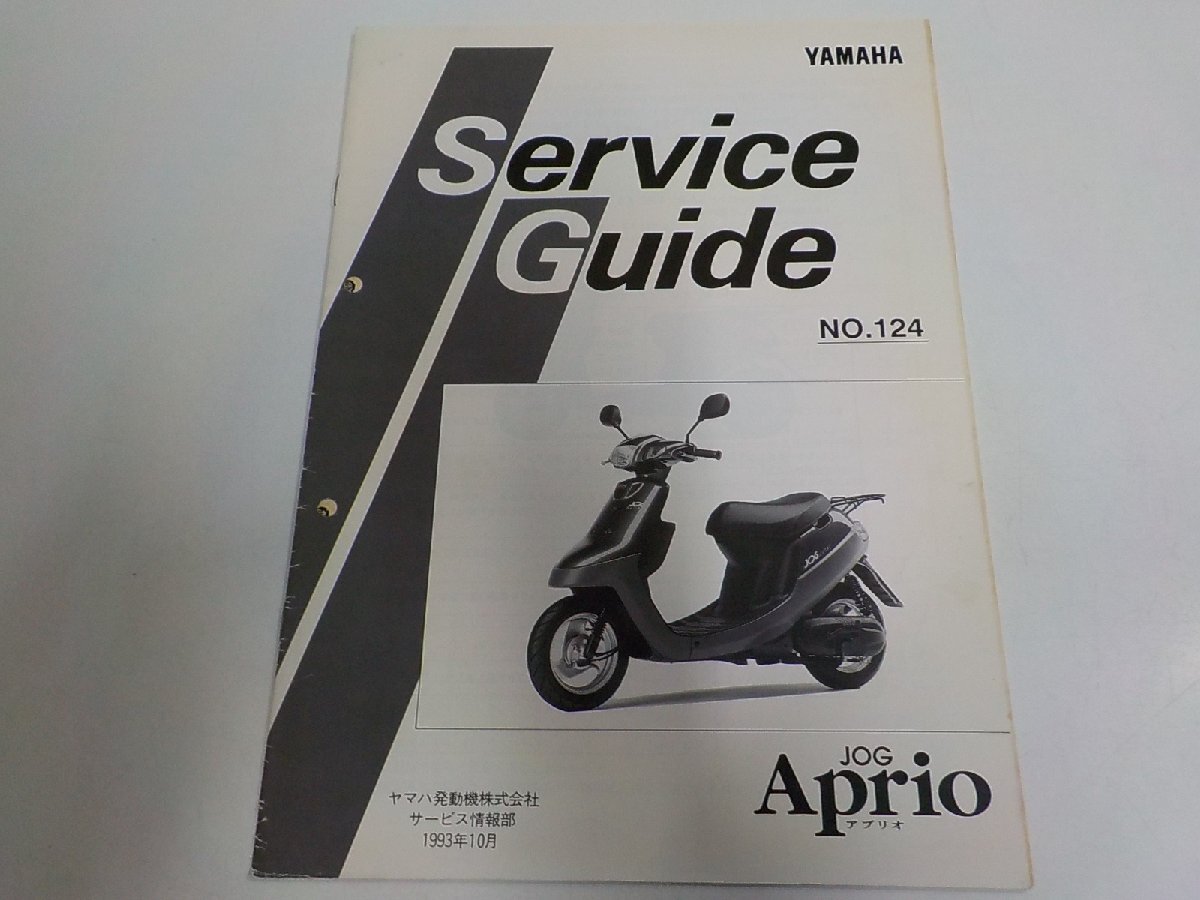 YAMAHA
Service
Guide
NO.124
JOG
JOG
Aprio
アプリオ
ヤマハ発動機株式会社
サービス情報部
1993年10月